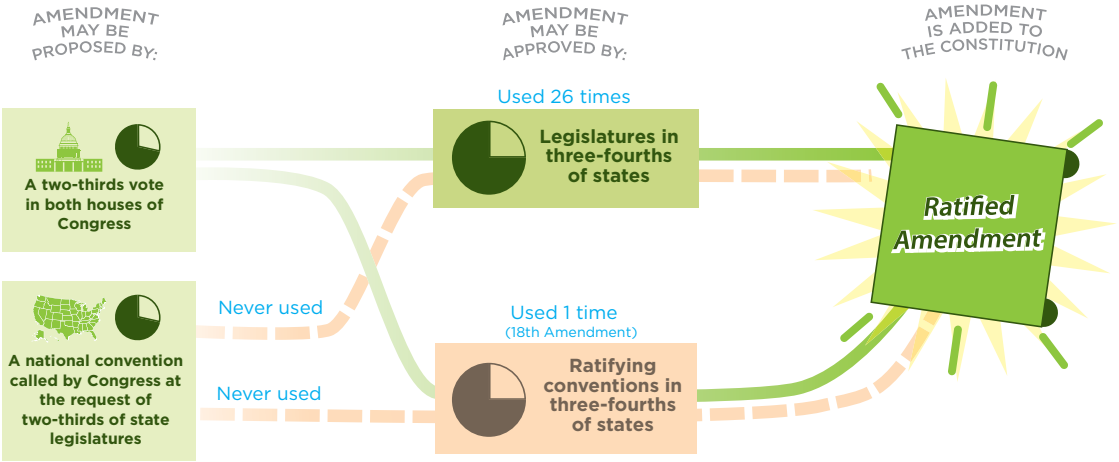 AMENDMENT
MAY BE
PROPOSED BY:
AMENDMENT
MAY BE
APPROVED BY:
AMENDMENT
IS ADDED TO
THE CONSTITUTION
A two-thirds vote
in both houses of
Congress
Used 26 times
Legislatures in
three-fourths
of states
Ratified
Amendment
A national convention
called by Congress at
the request of
two-thirds of state
legislatures
Never used
Never used
Used 1 time
(18th Amendment)
Ratifying
conventions in
three-fourths
of states